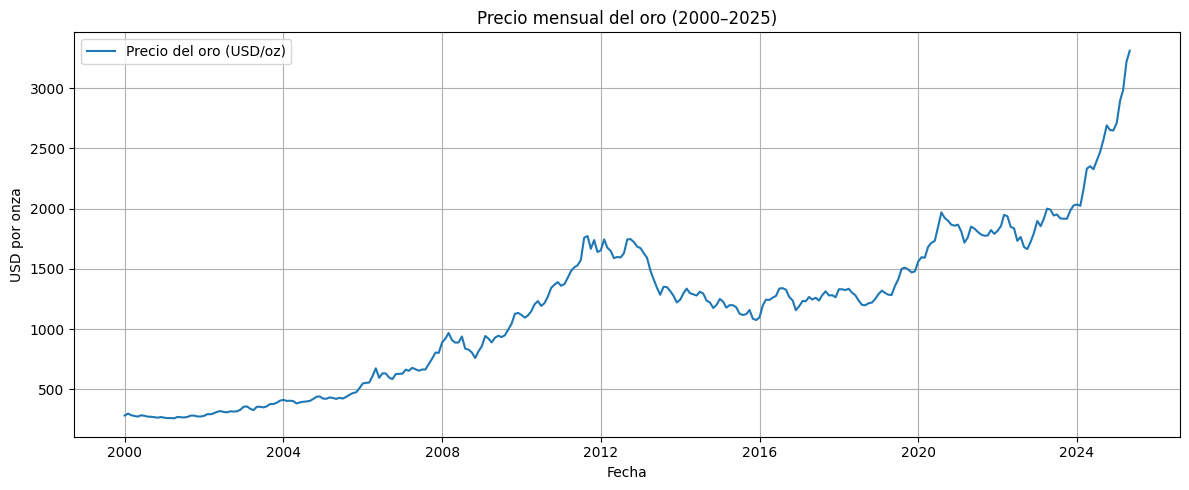 Precio mensual del oro (2000–2025)
Precio del oro (USD/oz)
USD por onza
3000
2500
2000
1500
1000
500
2000 2004 2008 2012 2016 2020 2024
Fecha